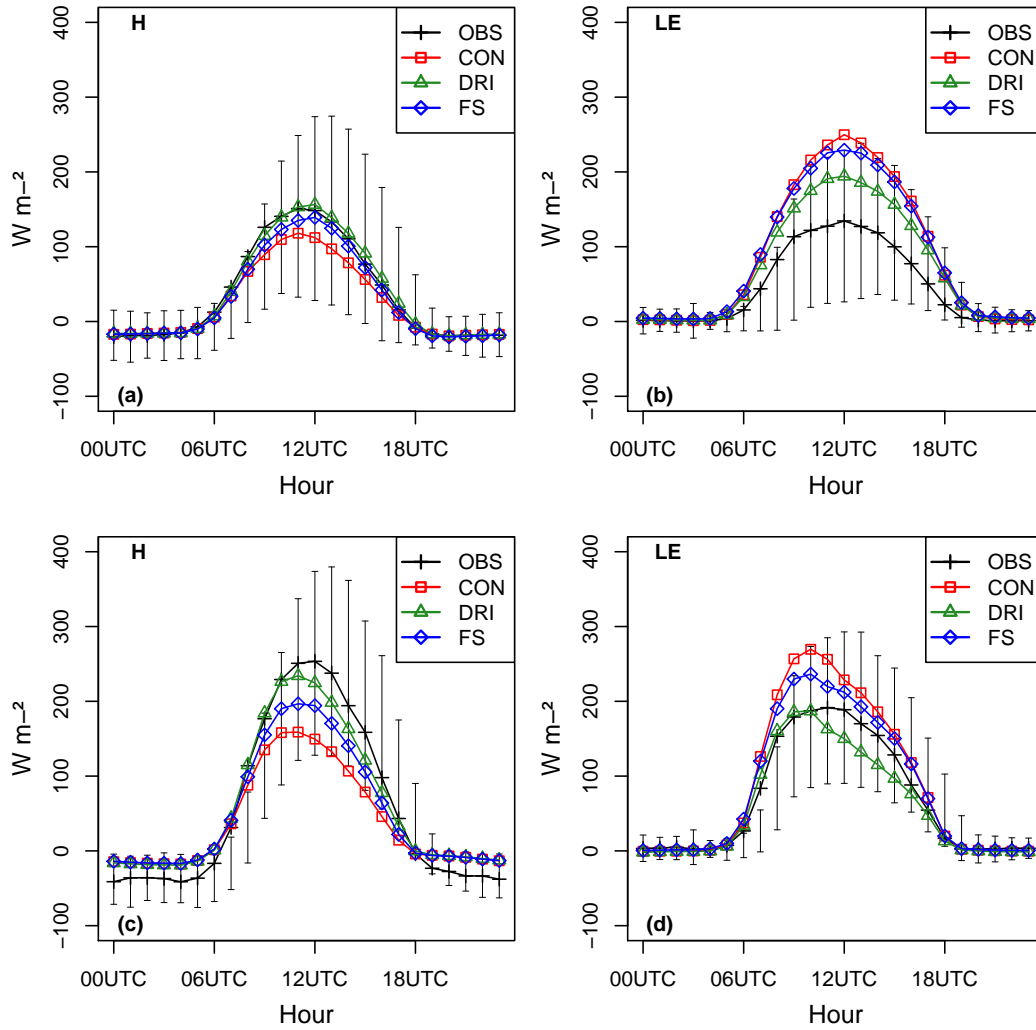 H
OBS
CON
DRI
FS
400
300
200
100
0
−100
W m⁻²
(a)
00UTC 06UTC 12UTC 18UTC
Hour
LE
OBS
CON
DRI
FS
400
300
200
100
0
−100
W m⁻²
(b)
00UTC 06UTC 12UTC 18UTC
Hour
H
OBS
CON
DRI
FS
400
300
200
100
0
−100
W m⁻²
(c)
00UTC 06UTC 12UTC 18UTC
Hour
LE
OBS
CON
DRI
FS
400
300
200
100
0
−100
W m⁻²
(d)
00UTC 06UTC 12UTC 18UTC
Hour